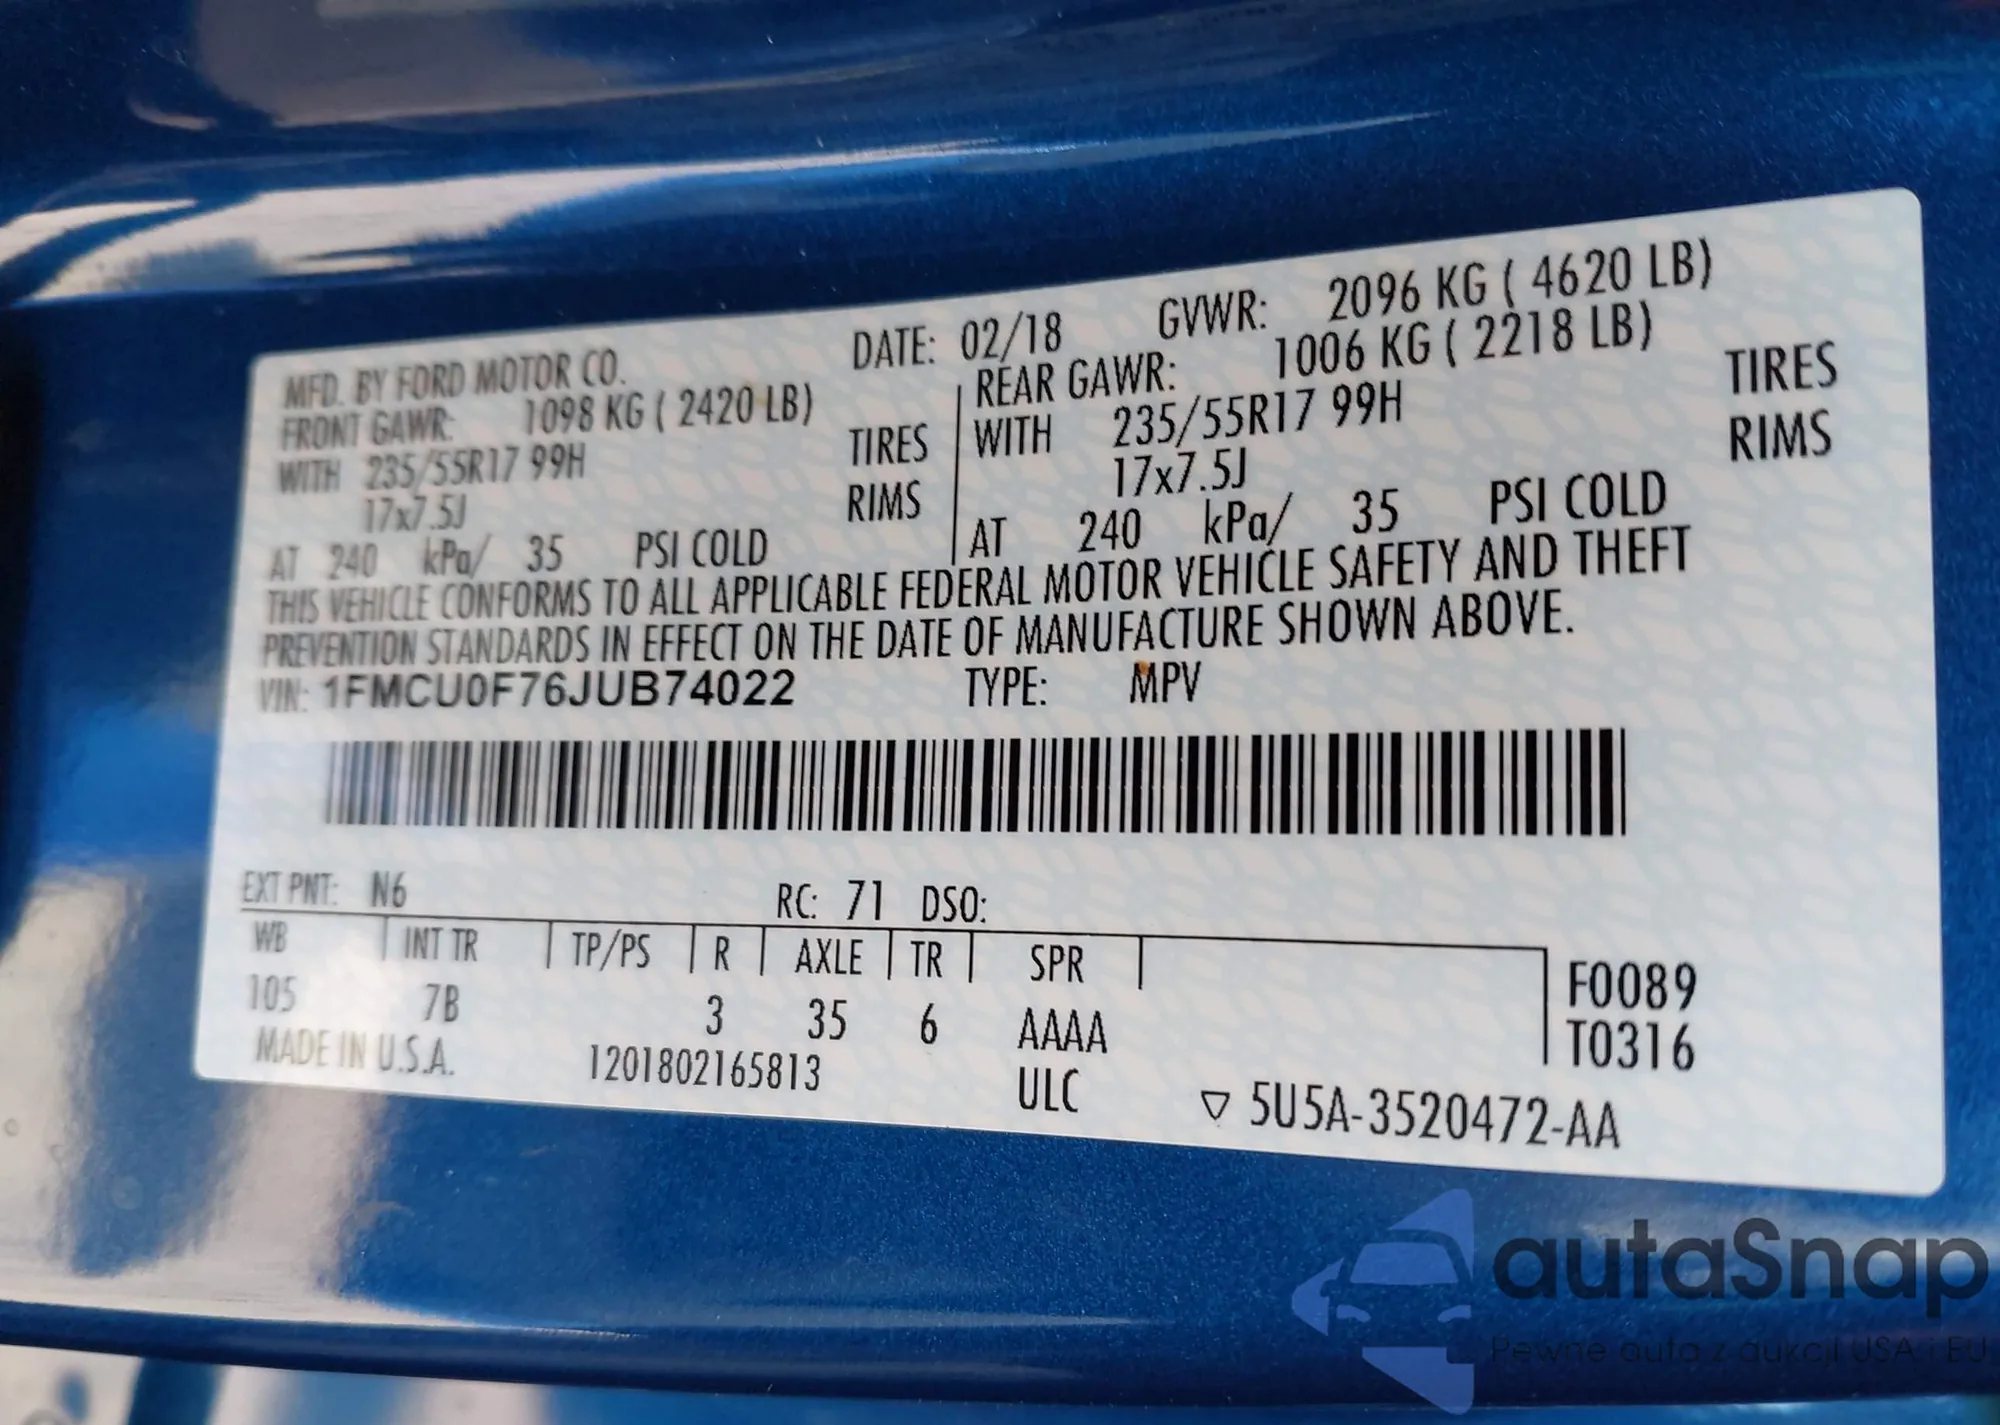 MFD. BY FORD MOTOR CO. DATE: 02/18 GVWR: 2096 KG ( 4620 LB)
FRONT GAWR: 1098 KG ( 2420 LB) REAR GAWR: 1006 KG ( 2218 LB)
WITH 235/55R17 99H TIRES WITH 235/55R17 99H TIRES
17x7.5J RIMS 17x7.5J RIMS
AT 240 kPa/ 35 PSI COLD AT 240 kPa/ 35 PSI COLD
THIS VEHICLE CONFORMS TO ALL APPLICABLE FEDERAL MOTOR VEHICLE SAFETY AND THEFT
PREVENTION STANDARDS IN EFFECT ON THE DATE OF MANUFACTURE SHOWN ABOVE.
VIN: 1FMCU0F76JUB74022 TYPE: MPV
EXT PNT: N6 RC: 71 DSO:
WB INT TR TP/PS R AXLE TR SPR F0089
105 7B 3 35 6 AAAA T0316
MADE IN U.S.A. 1201802165813 ULC ▽ 5U5A-3520472-AA
autaSnap
Pewne auta z aukcji USA i EU